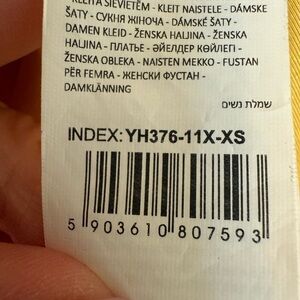 KLEITA SIEVIETĒM - KLEIT NAISTELE - DÁMSKE
ŠATY - СУКНЯ ЖІНОЧА - DÁMSKÉ ŠATY -
DAMEN KLEID - ŽENSKA HALJINA - ŽENSKA
HALJINA - ПЛАТЬЕ - ӘЙЕЛДЕР КӨЙЛЕГІ -
ŽENSKA OBLEKA - NAISTEN MEKKO - FUSTAN
PËR FEMRA - ЖЕНСКИ ФУСТАН -
DAMKLÄNNING
שמלת נשים
INDEX: YH376-11X-XS
5 903610 807593